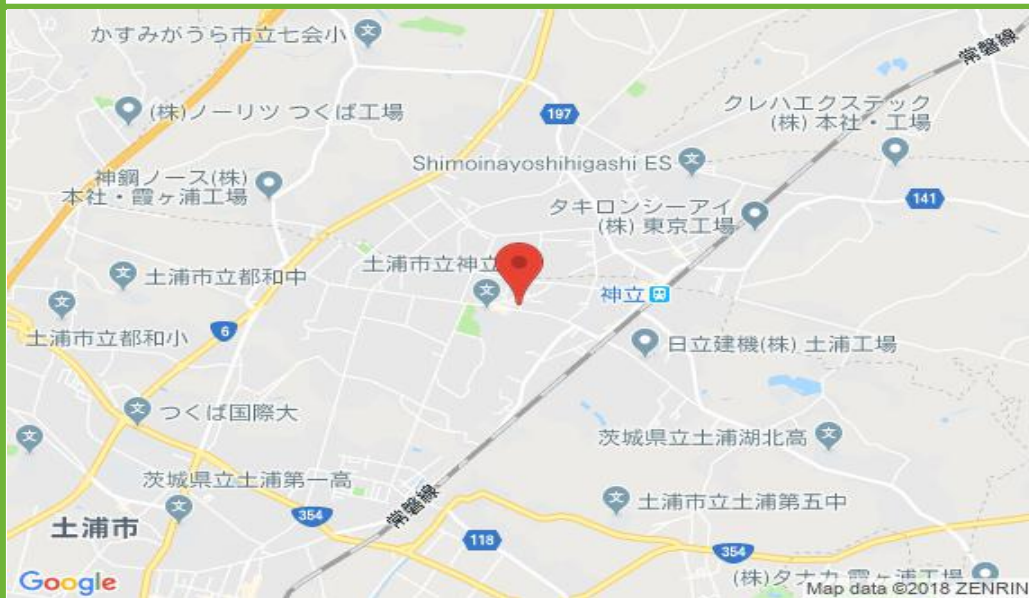 かすみがうら市立七会小
常磐線
(株)ノーリツ つくば工場
197
クレハエクステック
(株) 本社・工場
Shimoinayoshihigashi ES
神鋼ノース(株)
本社・霞ヶ浦工場
タキロンシーアイ
(株) 東京工場
141
土浦市立都和中
土浦市立神立
神立
土浦市立都和小
6
日立建機(株) 土浦工場
つくば国際大
茨城県立土浦湖北高
茨城県立土浦第一高
土浦市立土浦第五中
常磐線
354
土浦市
118
354
(株)タナカ 霞ヶ浦工場
Google
Map data ©2018 ZENRIN